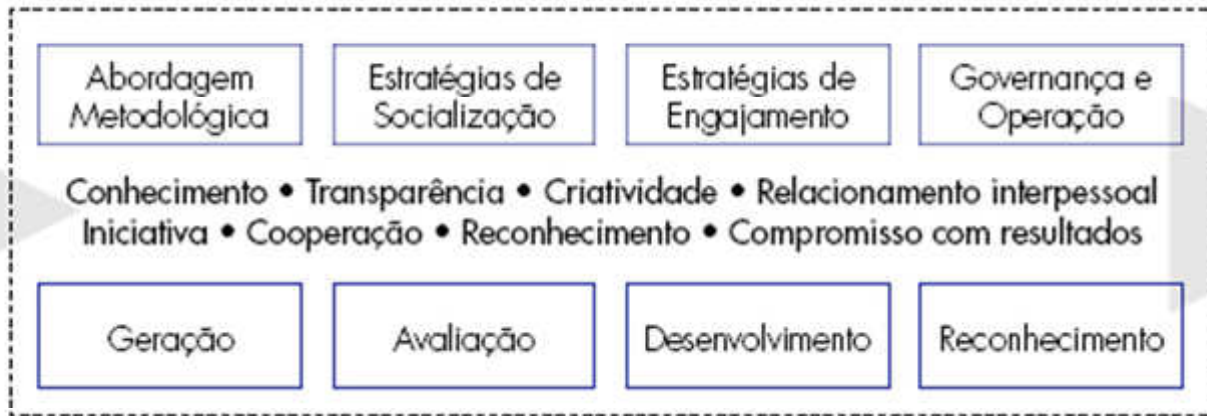 Abordagem
Metodológica
Estratégias de
Socialização
Estratégias de
Engajamento
Governança e
Operação
Conhecimento • Transparência • Criatividade • Relacionamento interpessoal
Iniciativa • Cooperação • Reconhecimento • Compromisso com resultados
Geração
Avaliação
Desenvolvimento
Reconhecimento